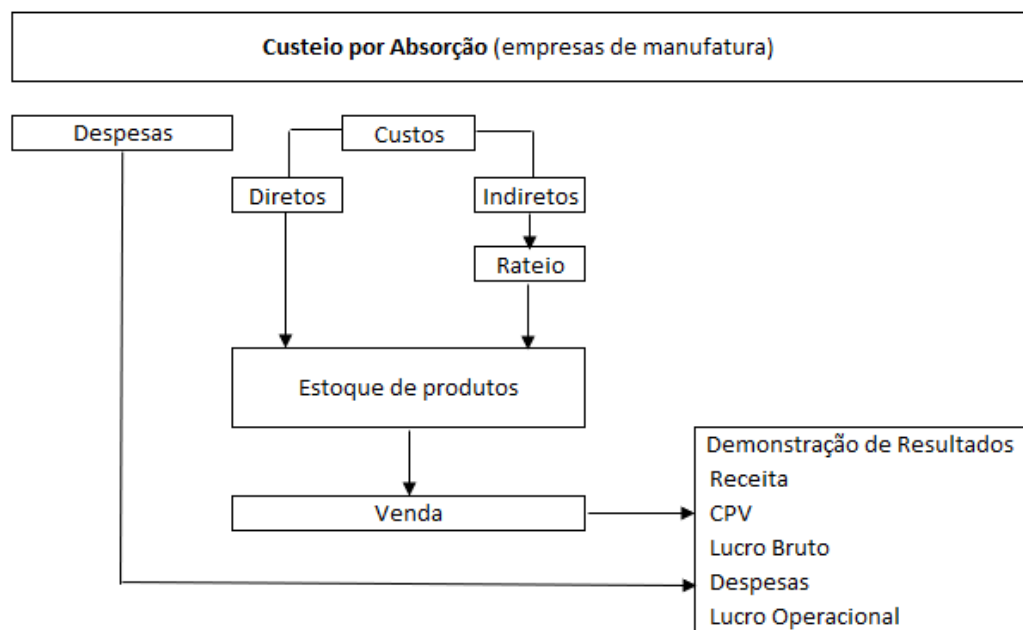 Custeio por Absorção (empresas de manufatura)
Despesas
Custos
Diretos
Indiretos
Rateio
Estoque de produtos
Venda
Demonstração de Resultados
Receita
CPV
Lucro Bruto
Despesas
Lucro Operacional